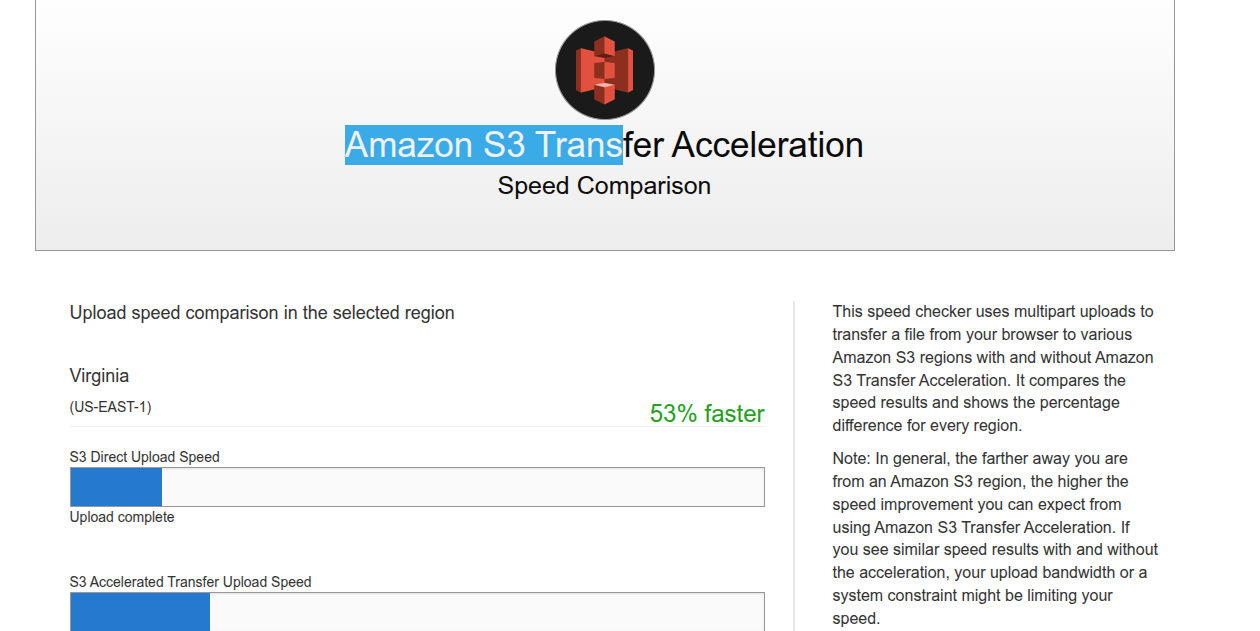 Amazon S3 Transfer Acceleration
Speed Comparison
Upload speed comparison in the selected region
Virginia
(US-EAST-1)
53% faster
S3 Direct Upload Speed
Upload complete
S3 Accelerated Transfer Upload Speed
This speed checker uses multipart uploads to
transfer a file from your browser to various
Amazon S3 regions with and without Amazon
S3 Transfer Acceleration. It compares the
speed results and shows the percentage
difference for every region.
Note: In general, the farther away you are
from an Amazon S3 region, the higher the
speed improvement you can expect from
using Amazon S3 Transfer Acceleration. If
you see similar speed results with and without
the acceleration, your upload bandwidth or a
system constraint might be limiting your
speed.